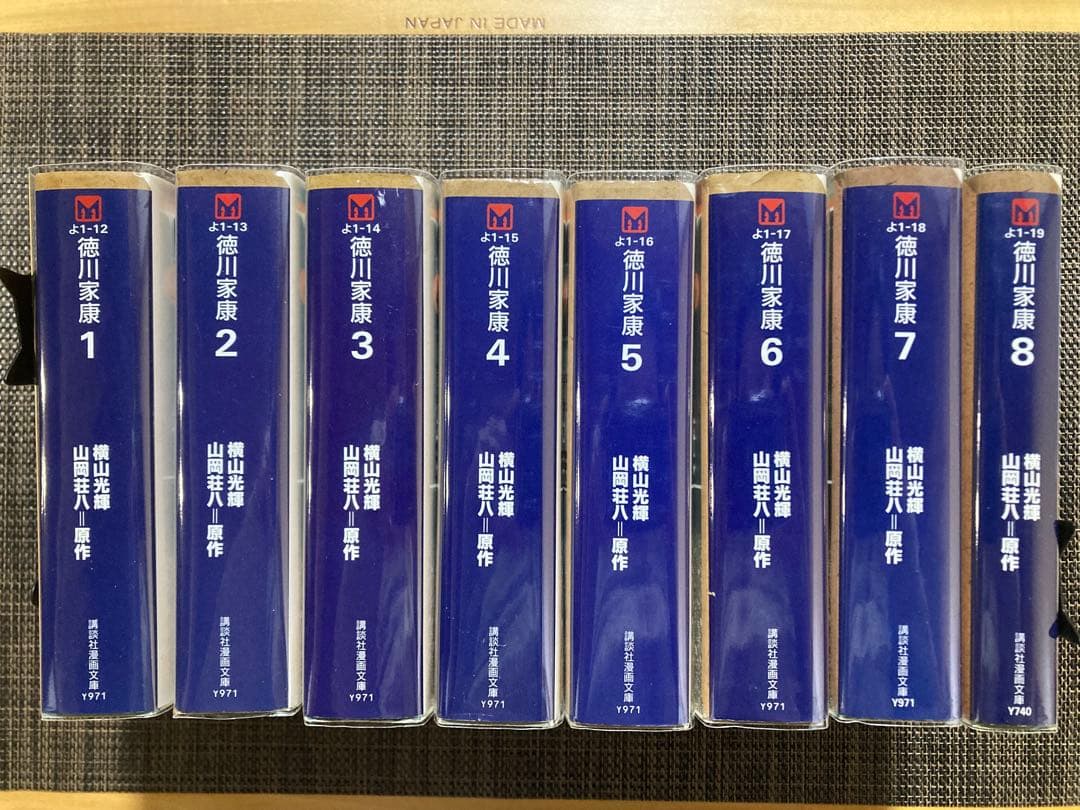 MADE IN JAPAN
よ1-12
徳川家康
1
横山光輝
山岡荘八=原作
講談社漫画文庫
Y971
よ1-13
徳川家康
2
横山光輝
山岡荘八=原作
講談社漫画文庫
Y971
よ1-14
徳川家康
3
横山光輝
山岡荘八=原作
講談社漫画文庫
Y971
よ1-15
徳川家康
4
横山光輝
山岡荘八=原作
講談社漫画文庫
Y971
よ1-16
徳川家康
5
横山光輝
山岡荘八=原作
講談社漫画文庫
Y971
よ1-17
徳川家康
6
横山光輝
山岡荘八=原作
講談社漫画文庫
Y971
よ1-18
徳川家康
7
横山光輝
山岡荘八=原作
講談社漫画文庫
Y971
よ1-19
徳川家康
8
横山光輝
山岡荘八=原作
講談社漫画文庫
Y740